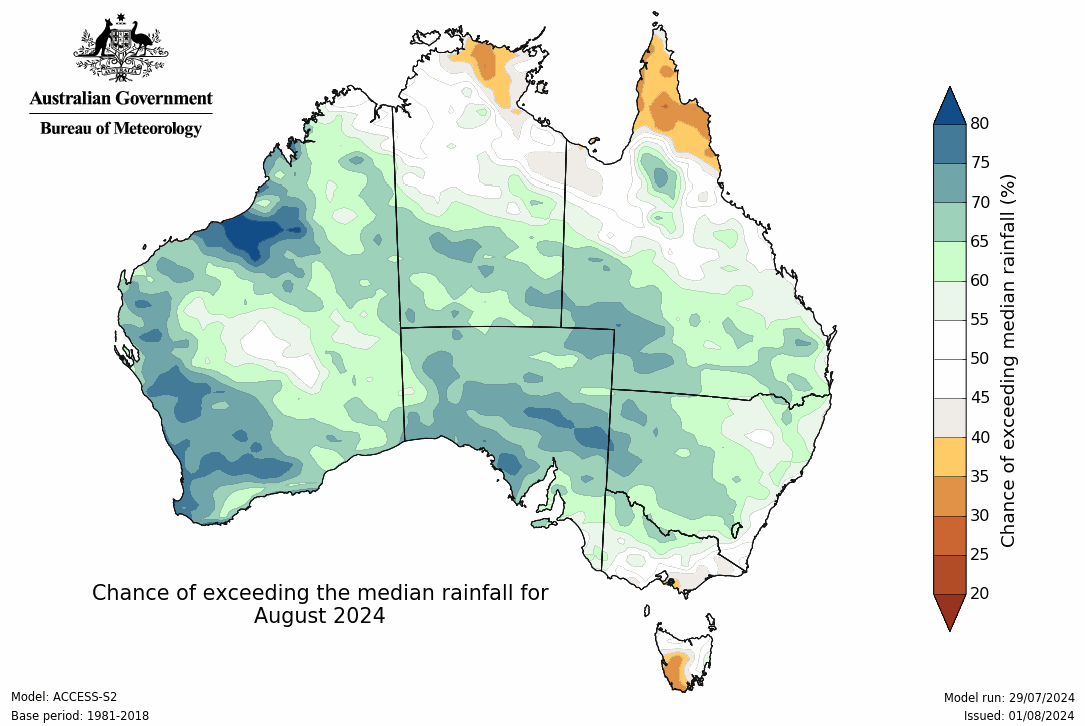 AUSTRALIA
Australian Government
Bureau of Meteorology
80
75
70
65
60
55
50
45
40
35
30
25
20
Chance of exceeding median rainfall (%)
Chance of exceeding the median rainfall for
August 2024
Model: ACCESS-S2
Base period: 1981-2018
Model run: 29/07/2024
Issued: 01/08/2024